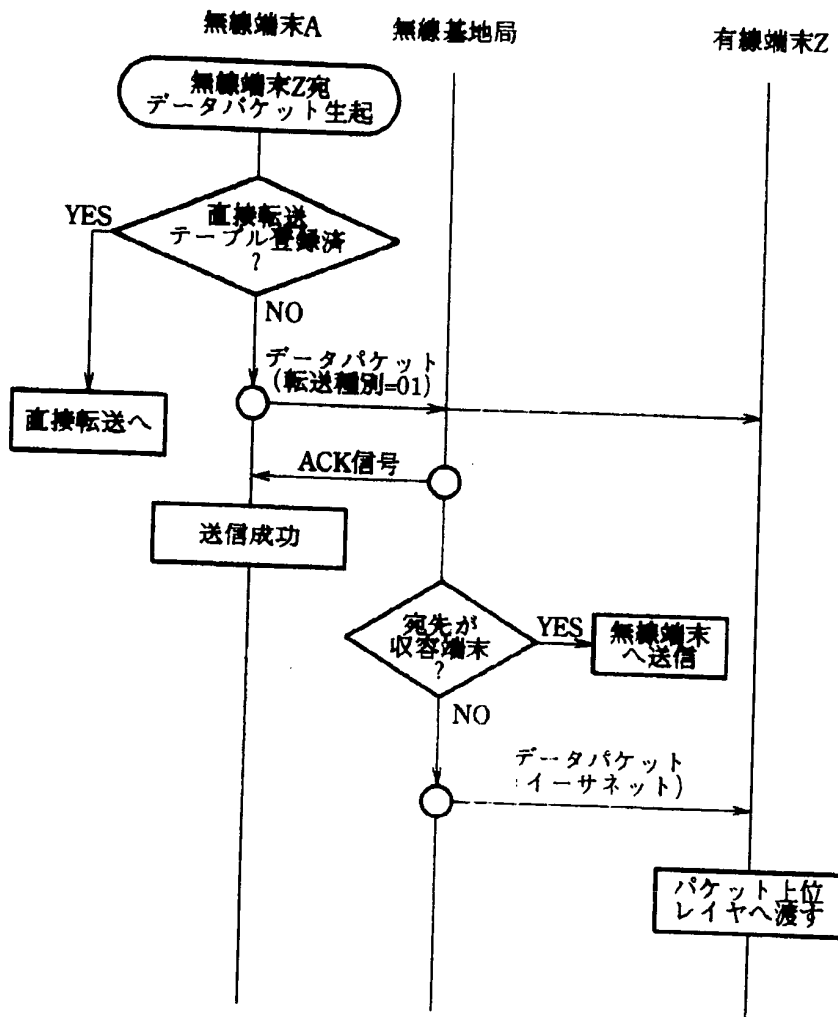 無線端末A
無線基地局
有線端末Z
無線端末Z宛
データパケット生起
YES
直接転送
テーブル登録済
?
NO
データパケット
(転送種別=01)
直接転送へ
ACK信号
送信成功
宛先が
収容端末
?
YES
無線端末
へ送信
NO
データパケット
イーサネット)
パケット上位
レイヤへ渡す